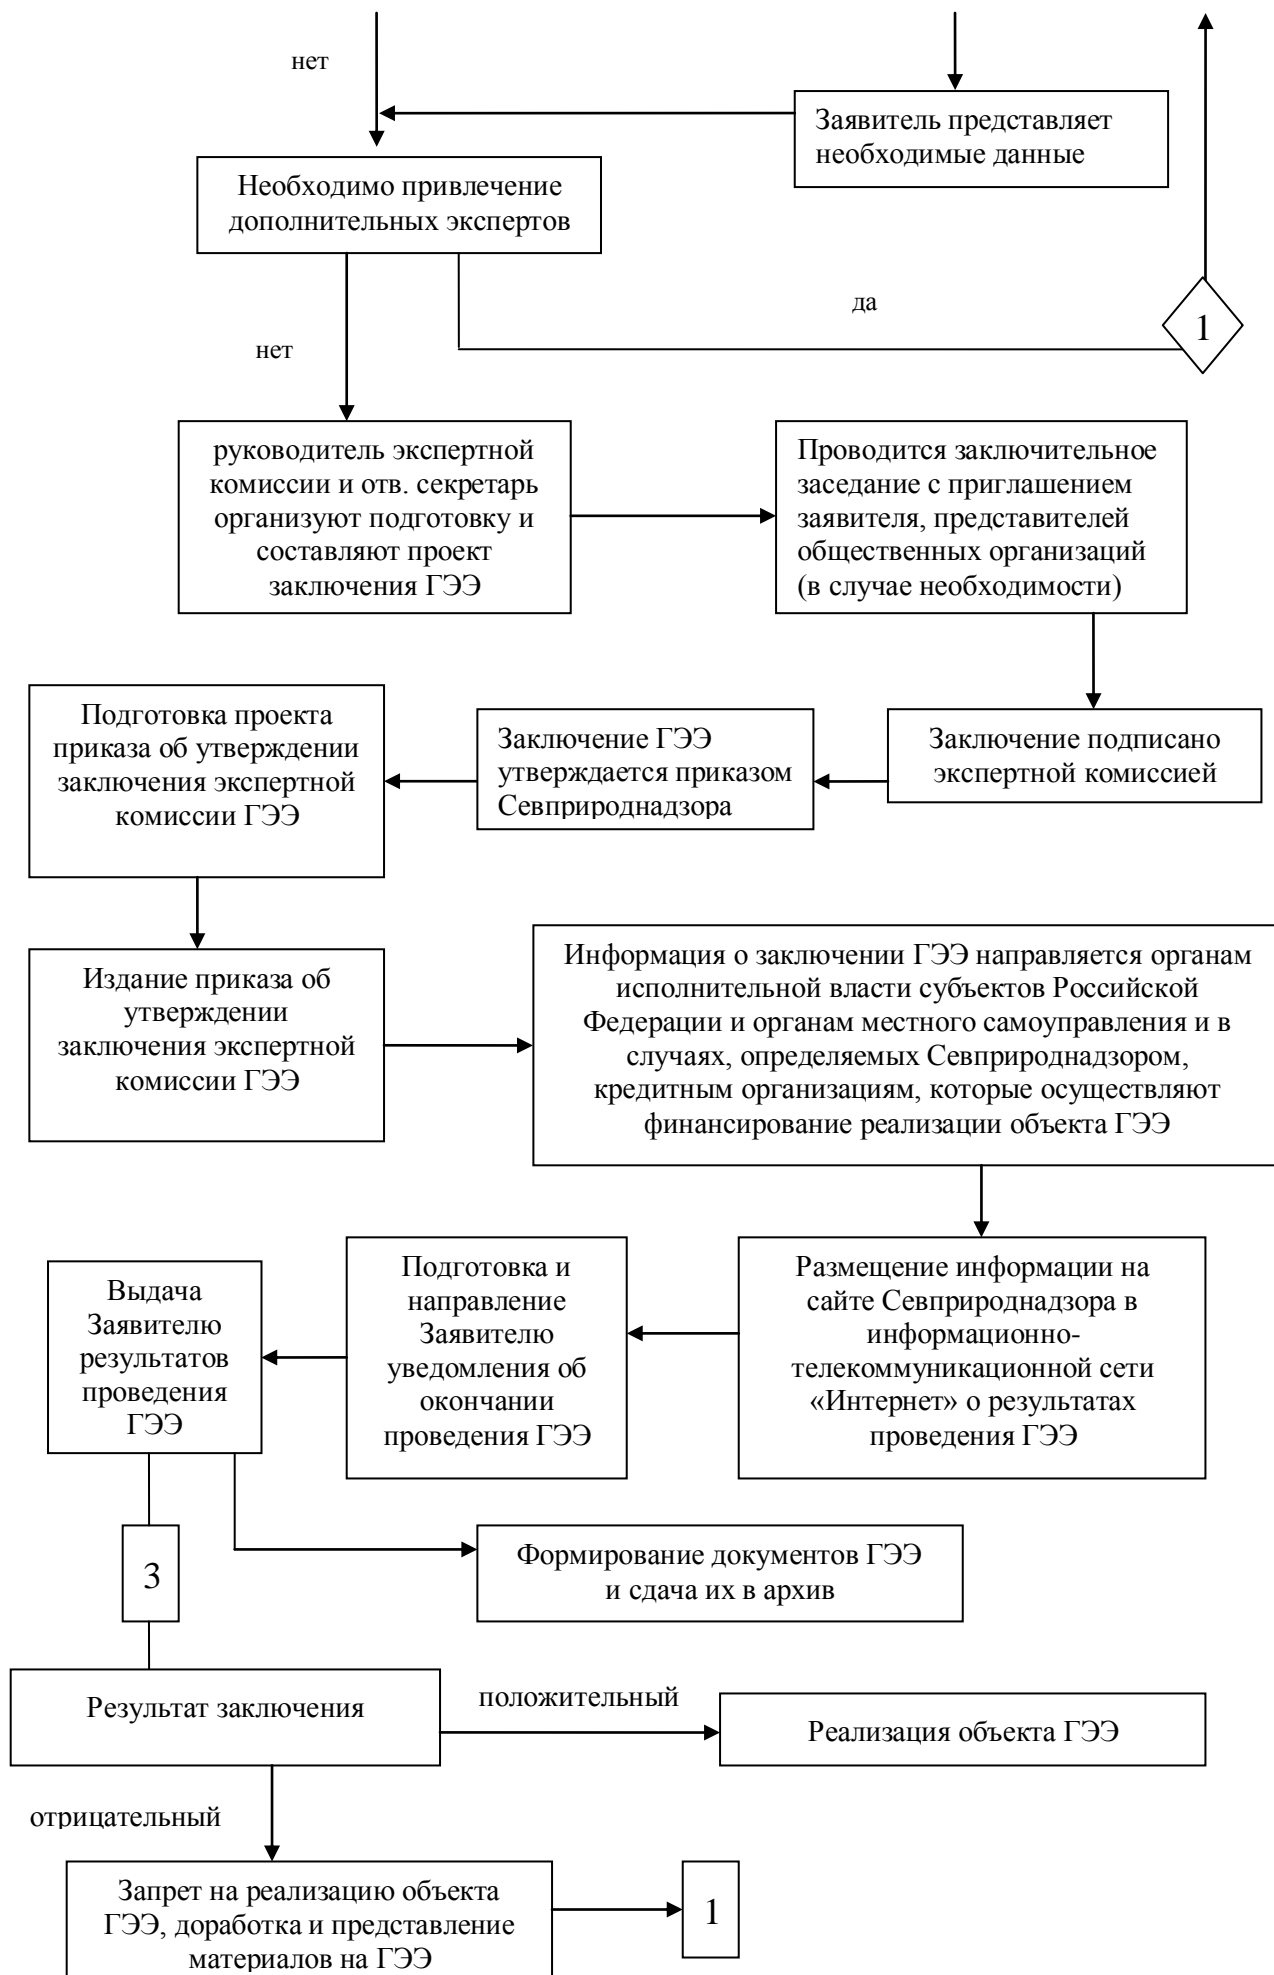 нет
Заявитель представляет
необходимые данные
Необходимо привлечение
дополнительных экспертов
да
1
нет
руководитель экспертной
комиссии и отв. секретарь
организуют подготовку и
составляют проект
заключения ГЭЭ
Проводится заключительное
заседание с приглашением
заявителя, представителей
общественных организаций
(в случае необходимости)
Подготовка проекта
приказа об утверждении
заключения экспертной
комиссии ГЭЭ
Заключение ГЭЭ
утверждается приказом
Севприроднадзора
Заключение подписано
экспертной комиссией
Издание приказа об
утверждении
заключения экспертной
комиссии ГЭЭ
Информация о заключении ГЭЭ направляется органам
исполнительной власти субъектов Российской
Федерации и органам местного самоуправления и в
случаях, определяемых Севприроднадзором,
кредитным организациям, которые осуществляют
финансирование реализации объекта ГЭЭ
Выдача
Заявителю
результатов
проведения
ГЭЭ
Подготовка и
направление
Заявителю
уведомления об
окончании
проведения ГЭЭ
Размещение информации на
сайте Севприроднадзора в
информационно-
телекоммуникационной сети
«Интернет» о результатах
проведения ГЭЭ
3
Формирование документов ГЭЭ
и сдача их в архив
Результат заключения
положительный
Реализация объекта ГЭЭ
отрицательный
Запрет на реализацию объекта
ГЭЭ, доработка и представление
материалов на ГЭЭ
1